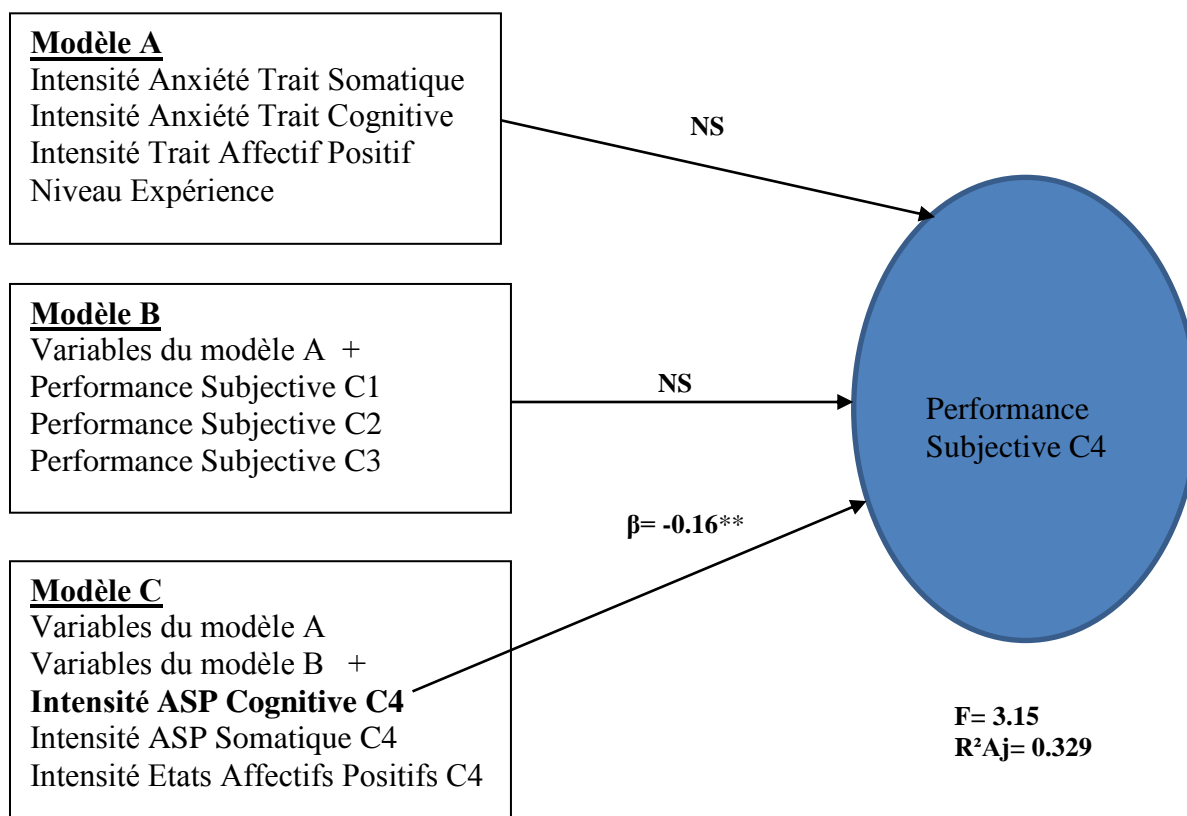 Modèle A
Intensité Anxiété Trait Somatique
Intensité Anxiété Trait Cognitive
Intensité Trait Affectif Positif
Niveau Expérience
NS
Modèle B
Variables du modèle A +
Performance Subjective C1
Performance Subjective C2
Performance Subjective C3
NS
Performance
Subjective C4
β= -0.16**
Modèle C
Variables du modèle A
Variables du modèle B +
Intensité ASP Cognitive C4
Intensité ASP Somatique C4
Intensité Etats Affectifs Positifs C4
F= 3.15
R²Aj= 0.329